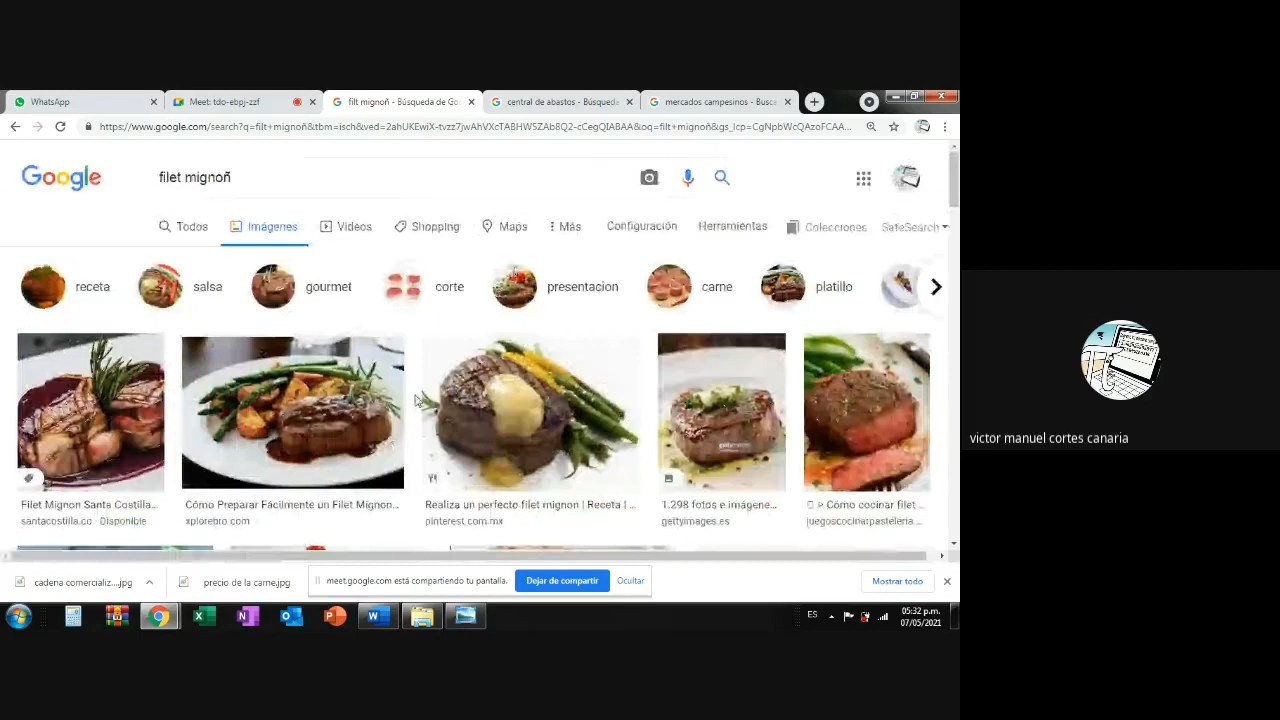 WhatsApp
Meet: tdo-ebpj-zzf
filt mignoñ - Búsqueda de Go
central de abastos - Búsqueda
mercados campesinos - Busca
https://www.google.com/search?q=filt+mignoñ&tbm=isch&ved=2ahUKEwiX-tvzz7jwAhVXcTABHWSZAb8Q2-cCegQIABAA&oq=filt+mignoñ&gs_lcp=CgNpbWcQAzoFCAA...
Google
filet mignoñ
Todos
Imágenes
Videos
Shopping
Maps
Más
Configuración
Herramientas
Colecciones
SafeSearch
receta
salsa
gourmet
corte
presentacion
carne
platillo
Filet Mignon Santa Costilla...
santacostilla.co · Disponible
Cómo Preparar Fácilmente un Filet Mignon...
xplorebro.com
Realiza un perfecto filet mignon | Receta | ...
pinterest.com.mx
1.298 fotos e imágene...
gettyimages.es
» Cómo cocinar filet ...
juegoscocinarpasteleria...
cadena comercializ....jpg
precio de la carne.jpg
meet.google.com está compartiendo tu pantalla.
Dejar de compartir
Ocultar
Mostrar todo
ES
05:32 p.m.
07/05/2021
victor manuel cortes canaria